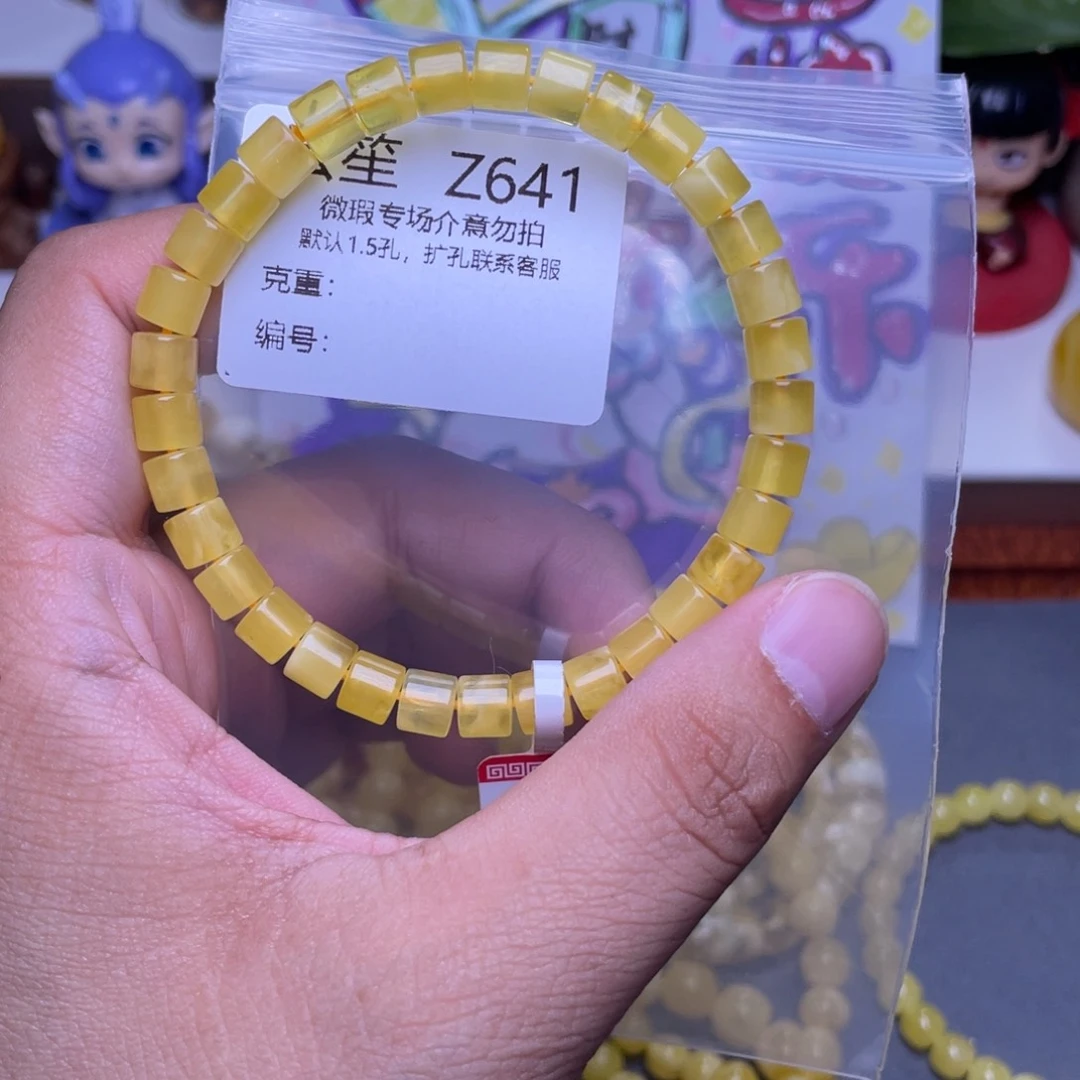 笙 Z641
微瑕专场介意勿拍
默认1.5孔，扩孔联系客服
克重：
编号：